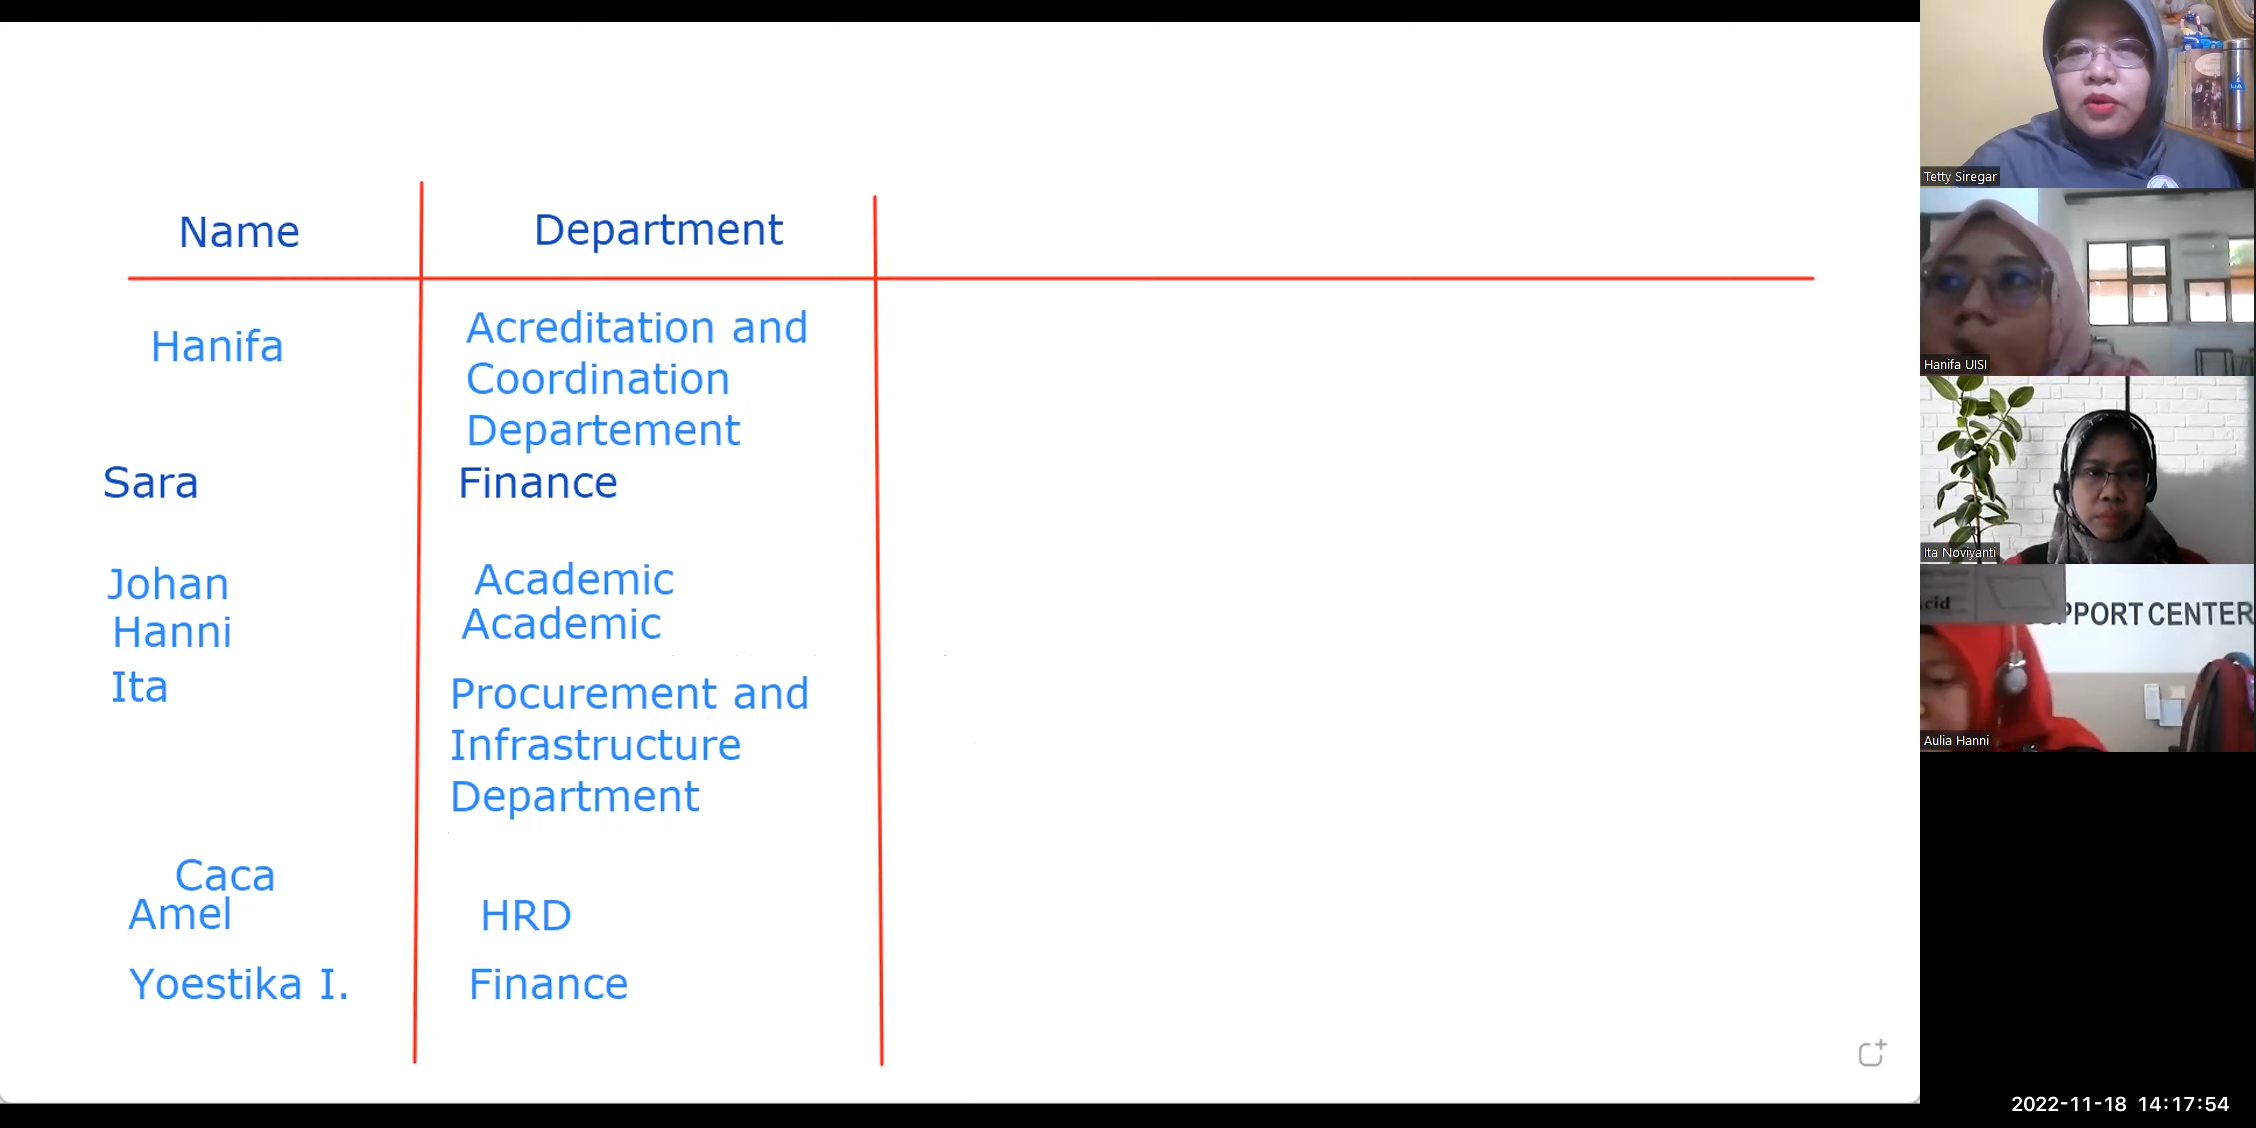 Name Department
Hanifa Acreditation and
Coordination
Departement
Sara Finance
Johan Academic
Hanni Academic
Ita Procurement and
Infrastructure
Department
Caca
Amel HRD
Yoestika I. Finance
Tetty Siregar
LIA
Hanifa UISI
Ita Noviyanti
PPORT CENTER
Aulia Hanni
2022-11-18 14:17:54